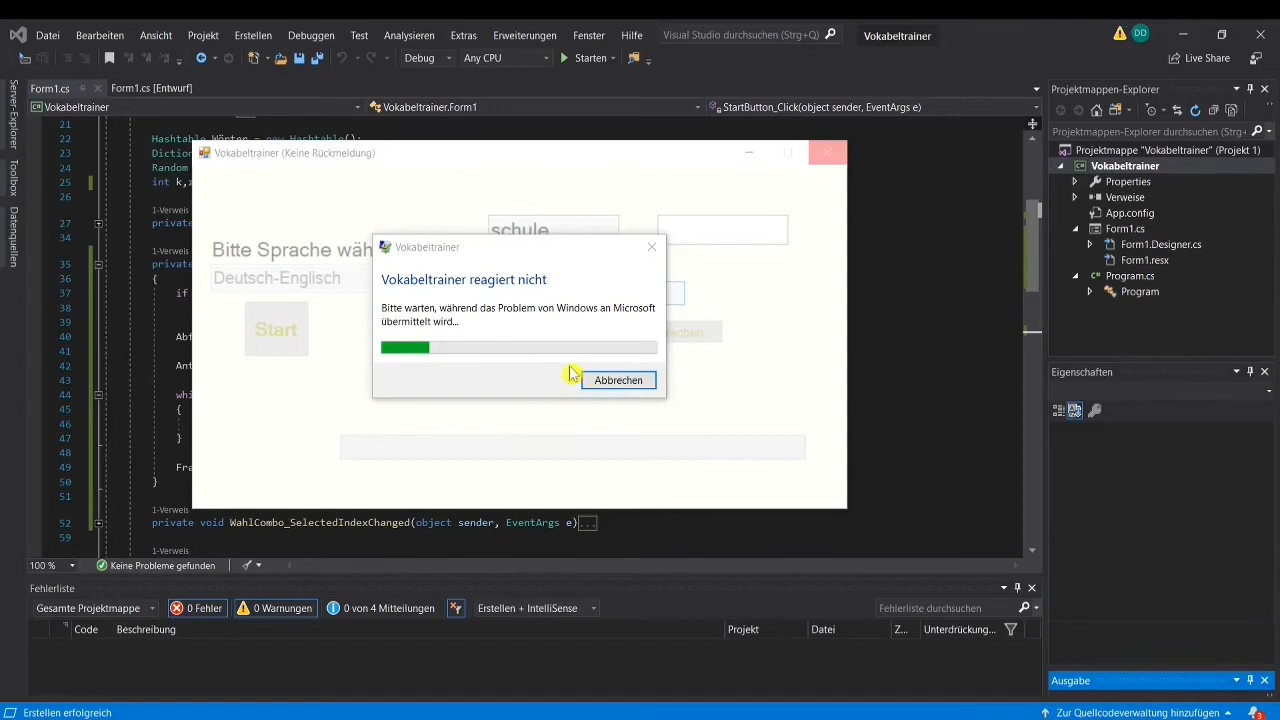 Datei Bearbeiten Ansicht Projekt Erstellen Debuggen Test Analysieren Extras Erweiterungen Fenster Hilfe Visual Studio durchsuchen (Strg+Q) Vokabeltrainer DD
Debug Any CPU Starten Live Share
Form1.cs Form1.cs [Entwurf]
Vokabeltrainer Vokabeltrainer.Form1 StartButton_Click(object sender, EventArgs e)
Server-Explorer
Toolbox
Datenquellen
21
22 Hashtable Wörter = new Hashtable();
23 Dictio
24 Random
25 int k,z
26
1-Verweis
27 private
34
1-Verweis
35 private
36 {
37 if
38
40 Abf
41
42 Ant
43
44 whi
45 {
46
47 }
48
49 Fra
50 }
51
1-Verweis
52 private void WahlCombo_SelectedIndexChanged(object sender, EventArgs e)...
59
1-Verweis
Vokabeltrainer (Keine Rückmeldung)
schule
Bitte Sprache wäh
Deutsch-Englisch
Start
Vokabeltrainer
Vokabeltrainer reagiert nicht
Bitte warten, während das Problem von Windows an Microsoft
übermittelt wird...
Abbrechen
100 % Keine Probleme gefunden
Projektmappen-Explorer
Projektmappen-Explorer durchsuchen (Strg+
Projektmappe "Vokabeltrainer" (Projekt 1)
Vokabeltrainer
Properties
Verweise
App.config
Form1.cs
Form1.Designer.cs
Form1.resx
Program.cs
Program
Eigenschaften
Fehlerliste
Gesamte Projektmappe 0 Fehler 0 Warnungen 0 von 4 Mitteilungen Erstellen + IntelliSense Fehlerliste durchsuchen
Code Beschreibung Projekt Datei Z... Unterdrückung...
Ausgabe
Erstellen erfolgreich Zur Quellcodeverwaltung hinzufügen 3